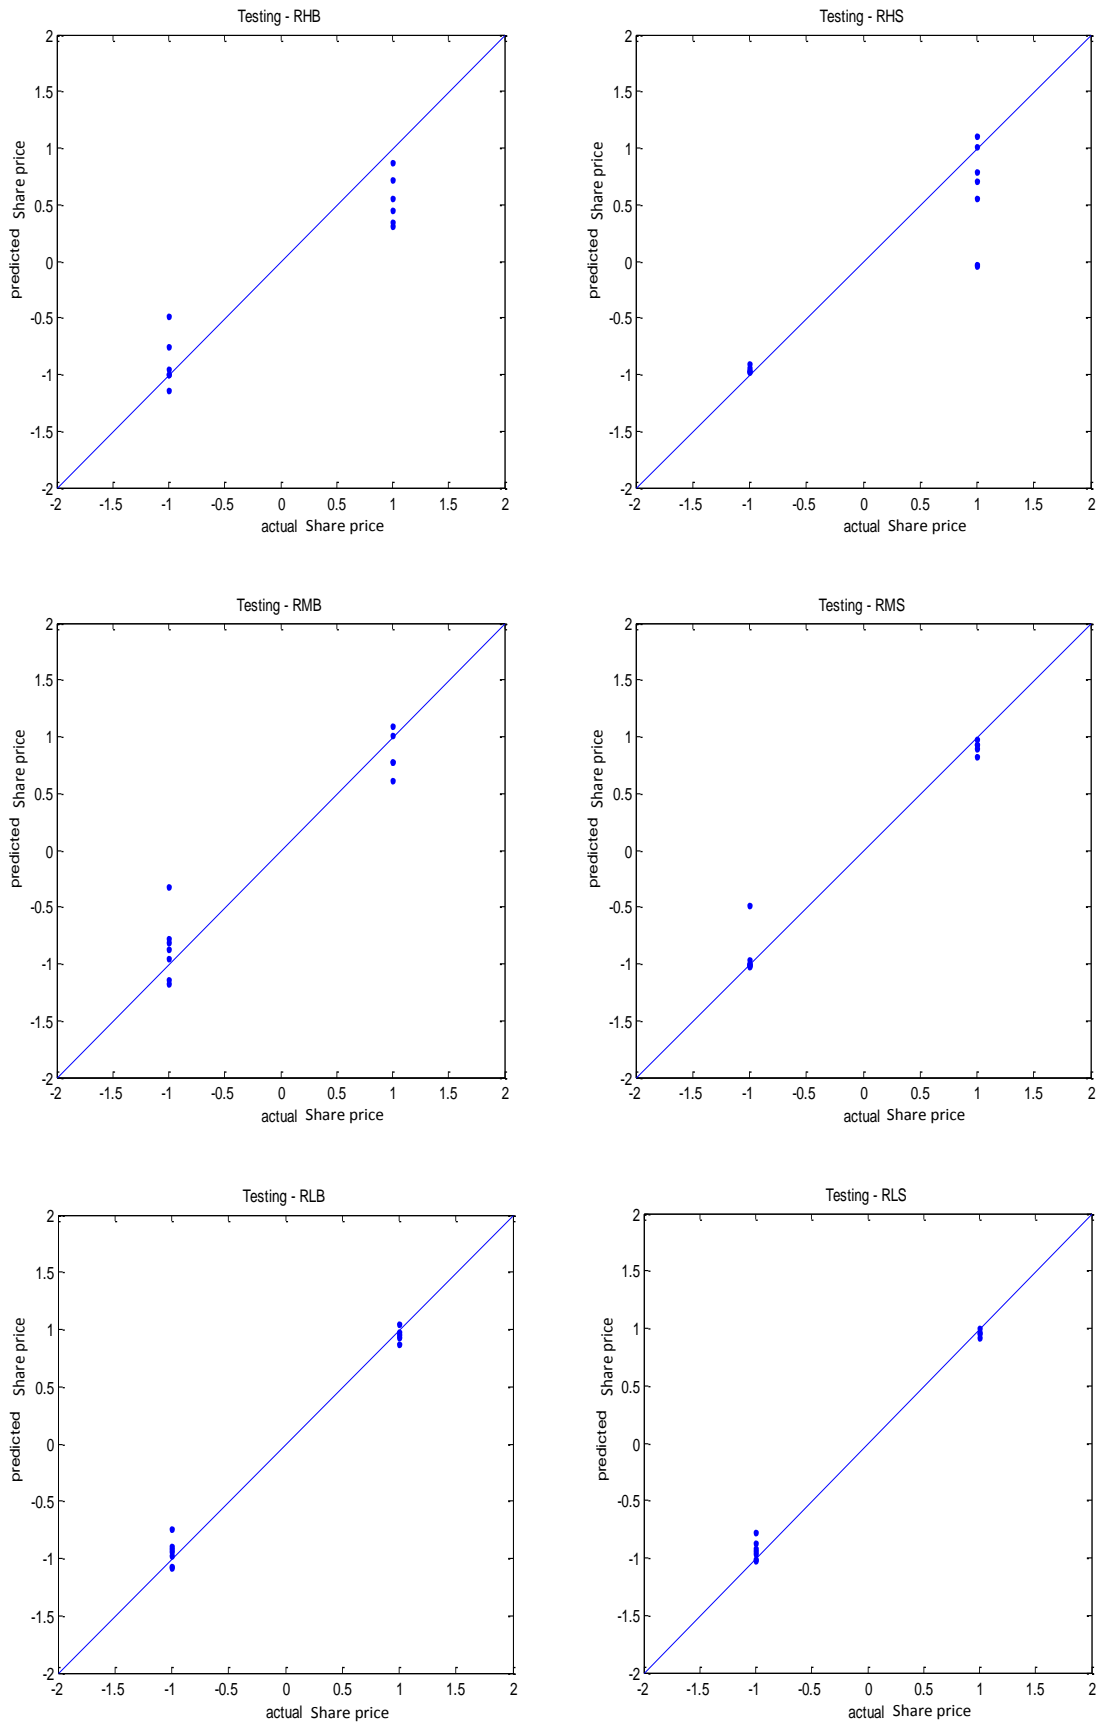 Testing - RHB
2
1.5
1
0.5
0
-0.5
-1
-1.5
-2
-2 -1.5 -1 -0.5 0 0.5 1 1.5 2
predicted Share price
actual Share price
Testing - RHS
2
1.5
1
0.5
0
-0.5
-1
-1.5
-2
-2 -1.5 -1 -0.5 0 0.5 1 1.5 2
predicted Share price
actual Share price
Testing - RMB
2
1.5
1
0.5
0
-0.5
-1
-1.5
-2
-2 -1.5 -1 -0.5 0 0.5 1 1.5 2
predicted Share price
actual Share price
Testing - RMS
2
1.5
1
0.5
0
-0.5
-1
-1.5
-2
-2 -1.5 -1 -0.5 0 0.5 1 1.5 2
predicted Share price
actual Share price
Testing - RLB
2
1.5
1
0.5
0
-0.5
-1
-1.5
-2
-2 -1.5 -1 -0.5 0 0.5 1 1.5 2
predicted Share price
actual Share price
Testing - RLS
2
1.5
1
0.5
0
-0.5
-1
-1.5
-2
-2 -1.5 -1 -0.5 0 0.5 1 1.5 2
predicted Share price
actual Share price